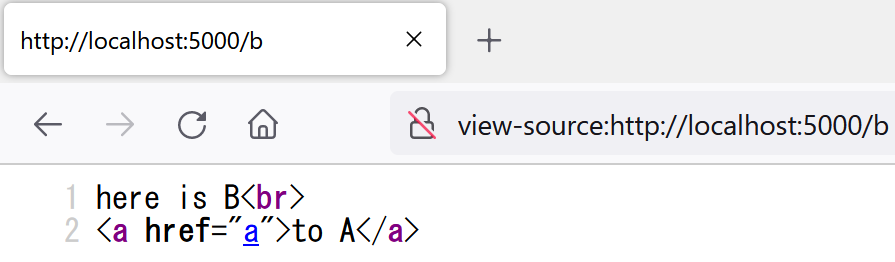 http://localhost:5000/b
view-source:http://localhost:5000/b
1 here is B<br>
2 <a href="a">to A</a>